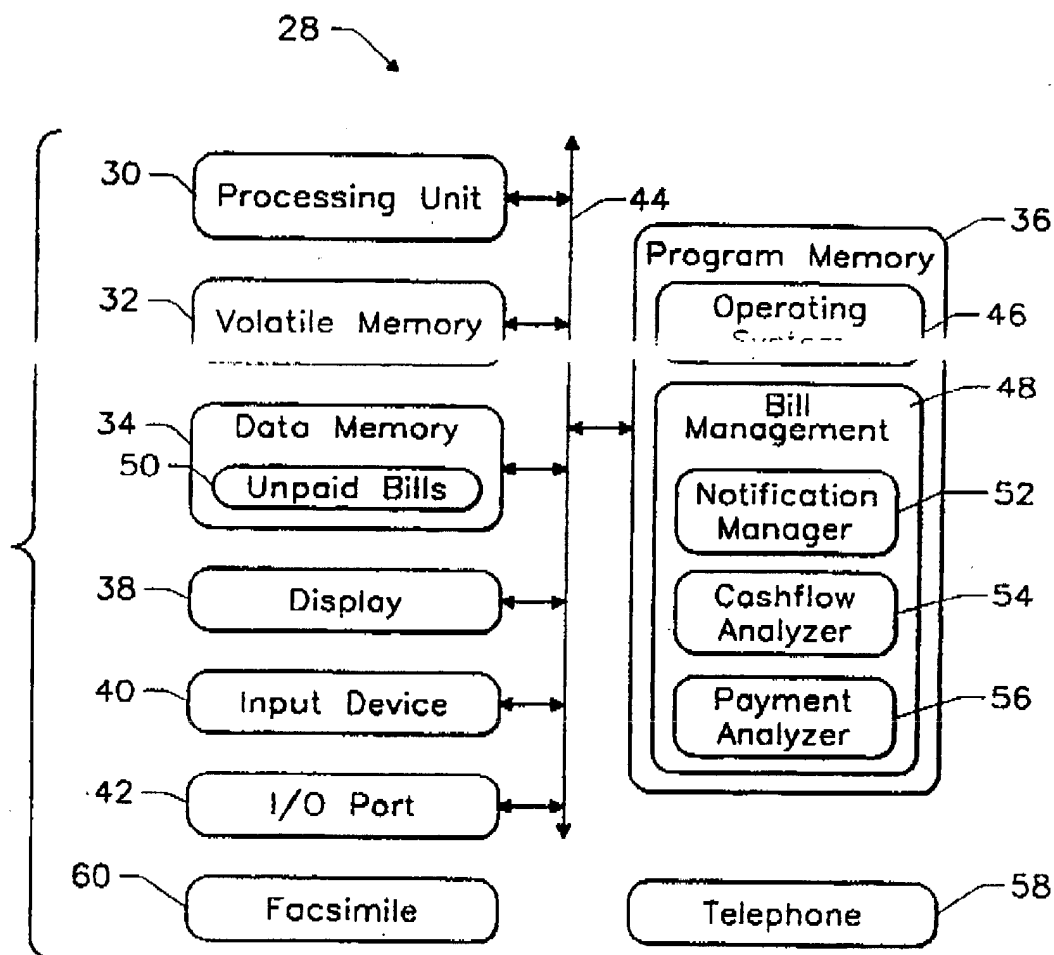 28
30
Processing Unit
44
36
Program Memory
32
Volatile Memory
Operating
46
34
Data Memory
50
Unpaid Bills
48
Bill
Management
Notification
Manager
52
38
Display
Cashflow
Analyzer
54
40
Input Device
Payment
Analyzer
56
42
I/O Port
60
Facsimile
Telephone
58